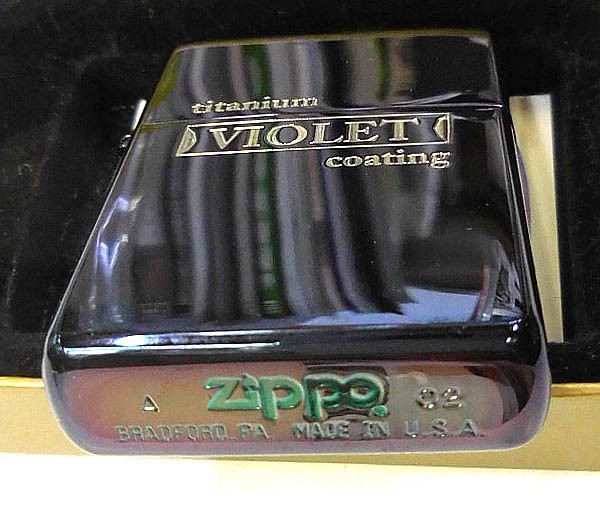 titanium
VIOLET
coating
A zippo 02
BRADFORD, PA. MADE IN U.S.A.